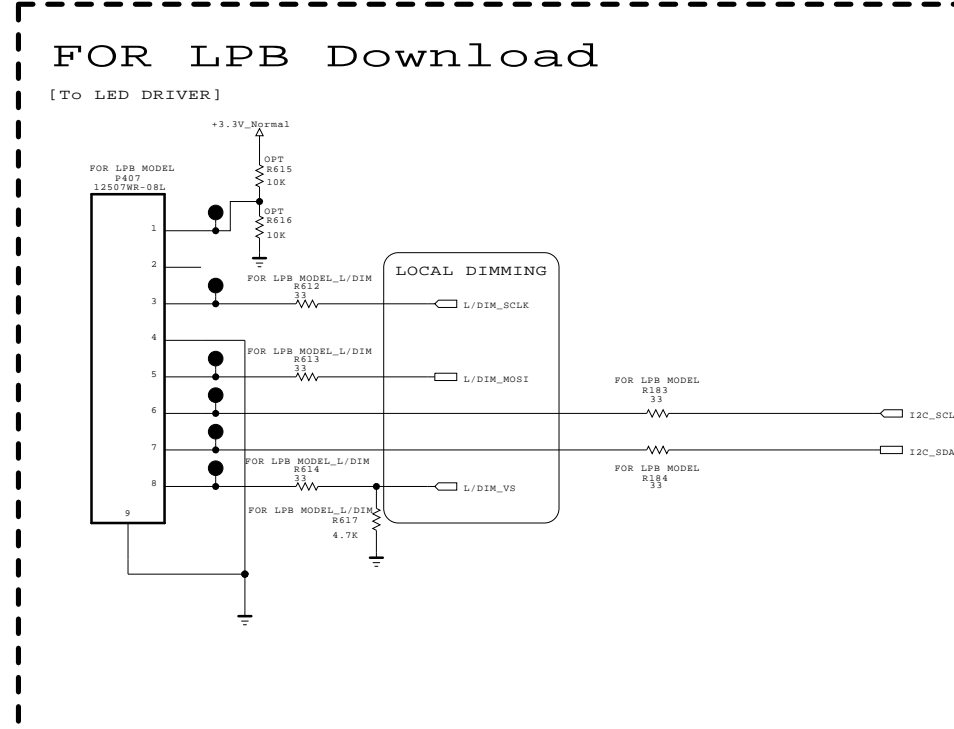 FOR LPB Download
[To LED DRIVER]
+3.3V_Normal
OPT
R615
10K
FOR LPB MODEL
P407
12507WR-08L
OPT
R616
10K
1
2
FOR LPB MODEL_L/DIM
R612
33
3
LOCAL DIMMING
L/DIM_SCLK
4
FOR LPB MODEL_L/DIM
R613
33
5
L/DIM_MOSI
FOR LPB MODEL
R183
33
6
I2C_SCL
7
I2C_SDA
FOR LPB MODEL_L/DIM
R614
33
8
L/DIM_VS
FOR LPB MODEL
R184
33
FOR LPB MODEL_L/DIM
R617
4.7K
9